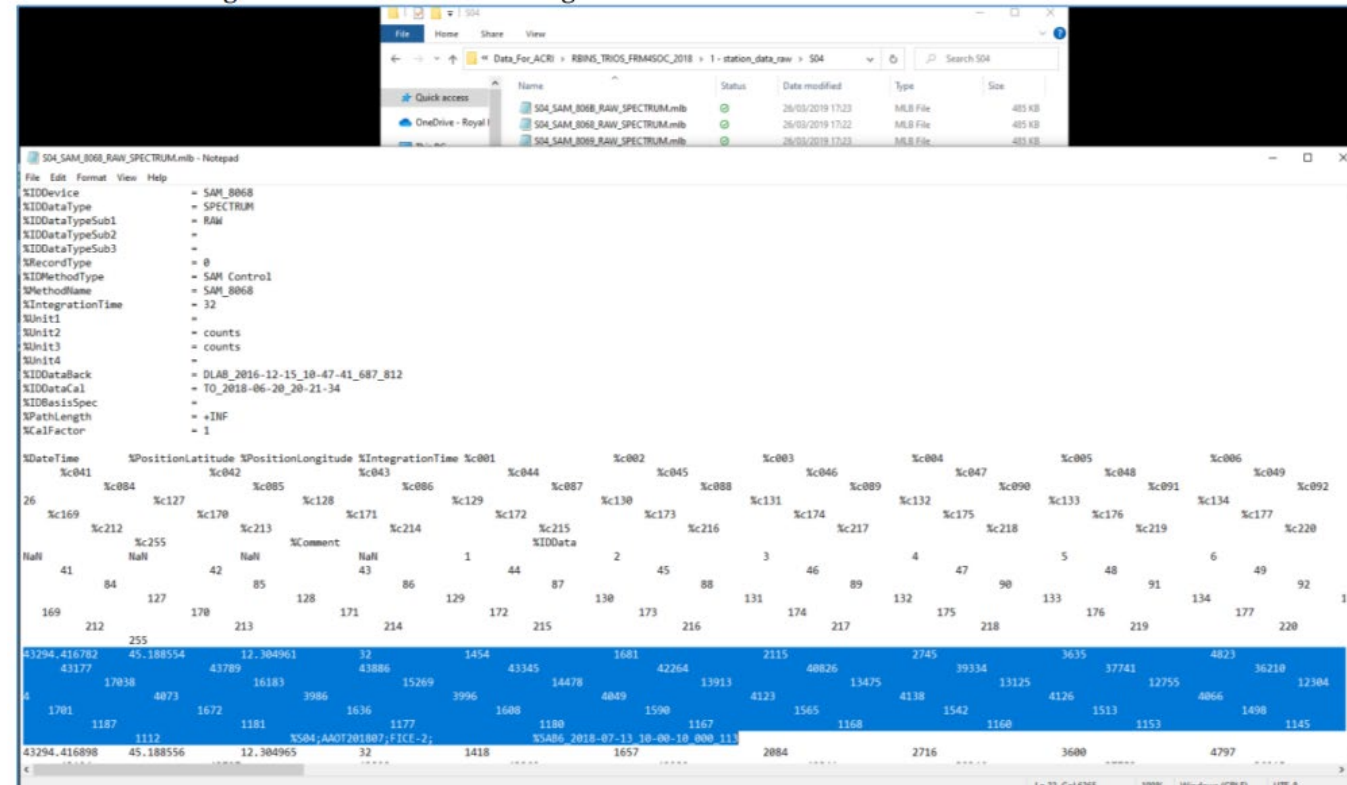 S04
File Home Share View
Data_For_ACRI > RBINS_TRIOS_FRM4SOC_2018 > 1 - station_data_raw > S04
Search S04
Name Status Date modified Type Size
Quick access
S04_SAM_806B_RAW_SPECTRUM.mlb 26/03/2019 17:23 MLB File 485 KB
OneDrive - Royal
S04_SAM_8068_RAW_SPECTRUM.mlb 26/03/2019 17:22 MLB File 485 KB
S04_SAM_8069_RAW_SPECTRUM.mlb 26/03/2019 17:23 MLB File 485 KB
S04_SAM_8068_RAW_SPECTRUM.mlb - Notepad
File Edit Format View Help
%IDDevice = SAM_8068
%IDDataType = SPECTRUM
%IDDataTypeSub1 = RAW
%IDDataTypeSub2 =
%IDDataTypeSub3 =
%RecordType = 0
%IDMethodType = SAM Control
%MethodName = SAM_8068
%IntegrationTime = 32
%Unit1 =
%Unit2 = counts
%Unit3 = counts
%Unit4 =
%IDDataBack = DLAB_2016-12-15_10-47-41_687_812
%IDDataCal = TO_2018-06-20_20-21-34
%IDBasisSpec =
%PathLength = +INF
%CalFactor = 1
%DateTime %PositionLatitude %PositionLongitude %IntegrationTime %c001 %c002 %c003 %c004 %c005 %c006
%c041 %c042 %c043 %c044 %c045 %c046 %c047 %c048 %c049
%c084 %c085 %c086 %c087 %c088 %c089 %c090 %c091 %c092
26 %c127 %c128 %c129 %c130 %c131 %c132 %c133 %c134
%c169 %c170 %c171 %c172 %c173 %c174 %c175 %c176 %c177
%c212 %c213 %c214 %c215 %c216 %c217 %c218 %c219 %c220
%c255 %Comment %IDData
NaN NaN NaN NaN 1 2 3 4 5 6
41 42 43 44 45 46 47 48 49
84 85 86 87 88 89 90 91 92
127 128 129 130 131 132 133 134 1
169 170 171 172 173 174 175 176 177
212 213 214 215 216 217 218 219 220
255
43294.416782 45.188554 12.304961 32 1454 1681 2115 2745 3635 4823
43177 43789 43886 43345 42264 40826 39334 37741 36210
17038 16183 15269 14478 13913 13475 13125 12755 12304
4 4073 3986 3996 4049 4123 4138 4126 4066
1701 1672 1636 1608 1590 1565 1542 1513 1498
1187 1181 1177 1180 1167 1168 1160 1153 1145
1112 %S04;AAOT201807;FICE-2; %5AB6_2018-07-13_10-00-10_000_113
43294.416898 45.188556 12.304965 32 1418 1657 2084 2716 3600 4797